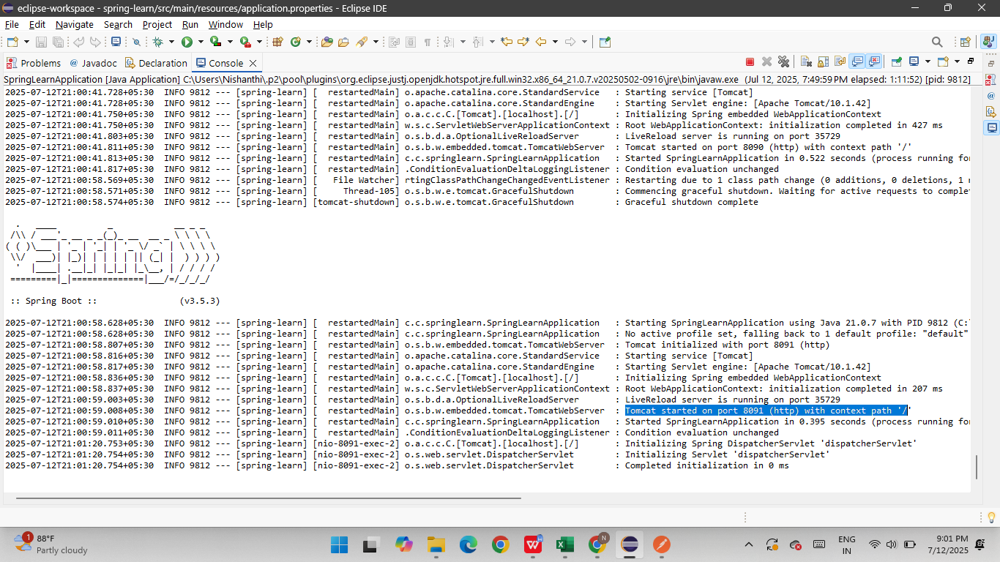 eclipse-workspace - spring-learn/src/main/resources/application.properties - Eclipse IDE
File Edit Navigate Search Project Run Window Help
Problems Javadoc Declaration Console
SpringLearnApplication [Java Application] C:\Users\Nishanthi\.p2\pool\plugins\org.eclipse.justj.openjdk.hotspot.jre.full.win32.x86_64_21.0.7.v20250502-0916\jre\bin\javaw.exe (Jul 12, 2025, 7:49:59 PM elapsed: 1:11:52) [pid: 9812]
2025-07-12T21:00:41.728+05:30  INFO 9812 --- [spring-learn] [  restartedMain] o.apache.catalina.core.StandardService   : Starting service [Tomcat]
2025-07-12T21:00:41.728+05:30  INFO 9812 --- [spring-learn] [  restartedMain] o.apache.catalina.core.StandardEngine    : Starting Servlet engine: [Apache Tomcat/10.1.42]
2025-07-12T21:00:41.750+05:30  INFO 9812 --- [spring-learn] [  restartedMain] o.a.c.c.C.[Tomcat].[localhost].[/]       : Initializing Spring embedded WebApplicationContext
2025-07-12T21:00:41.750+05:30  INFO 9812 --- [spring-learn] [  restartedMain] w.s.c.ServletWebServerApplicationContext : Root WebApplicationContext: initialization completed in 427 ms
2025-07-12T21:00:41.803+05:30  INFO 9812 --- [spring-learn] [  restartedMain] o.s.b.d.a.OptionalLiveReloadServer       : LiveReload server is running on port 35729
2025-07-12T21:00:41.811+05:30  INFO 9812 --- [spring-learn] [  restartedMain] o.s.b.w.embedded.tomcat.TomcatWebServer  : Tomcat started on port 8090 (http) with context path '/'
2025-07-12T21:00:41.813+05:30  INFO 9812 --- [spring-learn] [  restartedMain] c.c.springlearn.SpringLearnApplication   : Started SpringLearnApplication in 0.522 seconds (process running
2025-07-12T21:00:41.817+05:30  INFO 9812 --- [spring-learn] [  restartedMain] .ConditionEvaluationDeltaLoggingListener : Condition evaluation unchanged
2025-07-12T21:00:58.569+05:30  INFO 9812 --- [spring-learn] [   File Watcher] rtingClassPathChangeChangedEventListener : Restarting due to 1 class path change (0 additions, 0 deletions, 1
2025-07-12T21:00:58.571+05:30  INFO 9812 --- [spring-learn] [     Thread-105] o.s.b.w.e.tomcat.GracefulShutdown        : Commencing graceful shutdown. Waiting for active requests to
2025-07-12T21:00:58.574+05:30  INFO 9812 --- [spring-learn] [tomcat-shutdown] o.s.b.w.e.tomcat.GracefulShutdown        : Graceful shutdown complete
Spring
:: Spring Boot ::                (v3.5.3)
2025-07-12T21:00:58.628+05:30  INFO 9812 --- [spring-learn] [  restartedMain] c.c.springlearn.SpringLearnApplication   : Starting SpringLearnApplication using Java 21.0.7 with PID 9812 (C:
2025-07-12T21:00:58.628+05:30  INFO 9812 --- [spring-learn] [  restartedMain] c.c.springlearn.SpringLearnApplication   : No active profile set, falling back to 1 default profile: "default"
2025-07-12T21:00:58.807+05:30  INFO 9812 --- [spring-learn] [  restartedMain] o.s.b.w.embedded.tomcat.TomcatWebServer  : Tomcat initialized with port 8091 (http)
2025-07-12T21:00:58.816+05:30  INFO 9812 --- [spring-learn] [  restartedMain] o.apache.catalina.core.StandardService   : Starting service [Tomcat]
2025-07-12T21:00:58.817+05:30  INFO 9812 --- [spring-learn] [  restartedMain] o.apache.catalina.core.StandardEngine    : Starting Servlet engine: [Apache Tomcat/10.1.42]
2025-07-12T21:00:58.836+05:30  INFO 9812 --- [spring-learn] [  restartedMain] o.a.c.c.C.[Tomcat].[localhost].[/]       : Initializing Spring embedded WebApplicationContext
2025-07-12T21:00:58.837+05:30  INFO 9812 --- [spring-learn] [  restartedMain] w.s.c.ServletWebServerApplicationContext : Root WebApplicationContext: initialization completed in 207 ms
2025-07-12T21:00:59.003+05:30  INFO 9812 --- [spring-learn] [  restartedMain] o.s.b.d.a.OptionalLiveReloadServer       : LiveReload server is running on port 35729
2025-07-12T21:00:59.008+05:30  INFO 9812 --- [spring-learn] [  restartedMain] o.s.b.w.embedded.tomcat.TomcatWebServer  : Tomcat started on port 8091 (http) with context path '/'
2025-07-12T21:00:59.010+05:30  INFO 9812 --- [spring-learn] [  restartedMain] c.c.springlearn.SpringLearnApplication   : Started SpringLearnApplication in 0.395 seconds (process running
2025-07-12T21:00:59.011+05:30  INFO 9812 --- [spring-learn] [  restartedMain] .ConditionEvaluationDeltaLoggingListener : Condition evaluation unchanged
2025-07-12T21:01:20.753+05:30  INFO 9812 --- [spring-learn] [nio-8091-exec-2] o.a.c.c.C.[Tomcat].[localhost].[/]       : Initializing Spring DispatcherServlet 'dispatcherServlet'
2025-07-12T21:01:20.754+05:30  INFO 9812 --- [spring-learn] [nio-8091-exec-2] o.s.web.servlet.DispatcherServlet        : Initializing Servlet 'dispatcherServlet'
2025-07-12T21:01:20.754+05:30  INFO 9812 --- [spring-learn] [nio-8091-exec-2] o.s.web.servlet.DispatcherServlet        : Completed initialization in 0 ms
1
88°F
Partly cloudy
N
ENG
IN
9:01 PM
7/12/2025